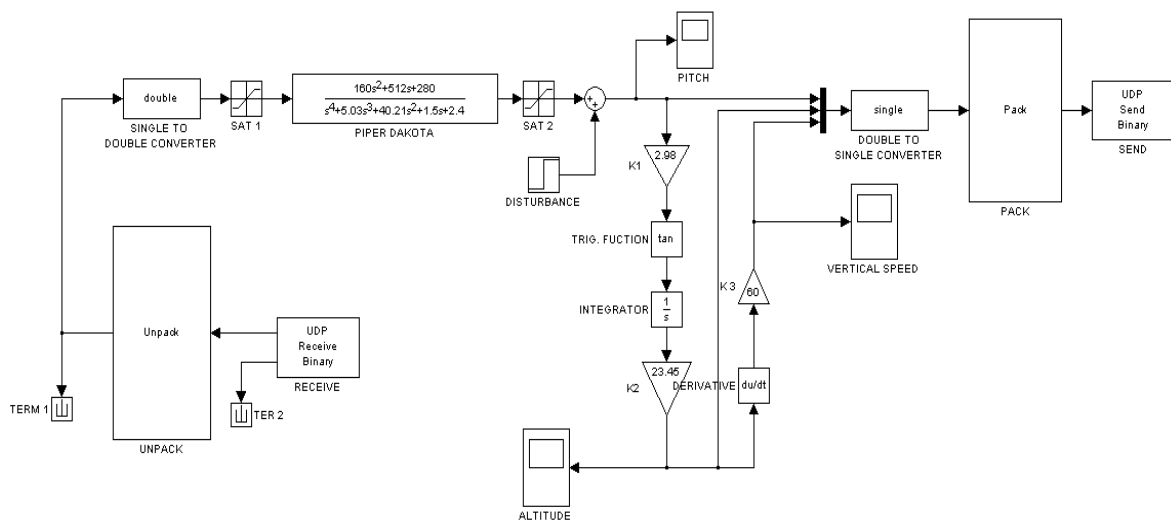 double
SINGLE TO
DOUBLE CONVERTER
SAT 1
160s²+512s+280
s⁴+5.03s³+40.21s²+1.5s+2.4
PIPER DAKOTA
SAT 2
PITCH
DISTURBANCE
K1
2.98
TRIG. FUCTION
tan
INTEGRATOR
1
s
K2
23.45
ALTITUDE
DERIVATIVE
du/dt
K3
60
VERTICAL SPEED
single
DOUBLE TO
SINGLE CONVERTER
Pack
PACK
UDP
Send
Binary
SEND
Unpack
UNPACK
UDP
Receive
Binary
RECEIVE
TERM 1
TER 2